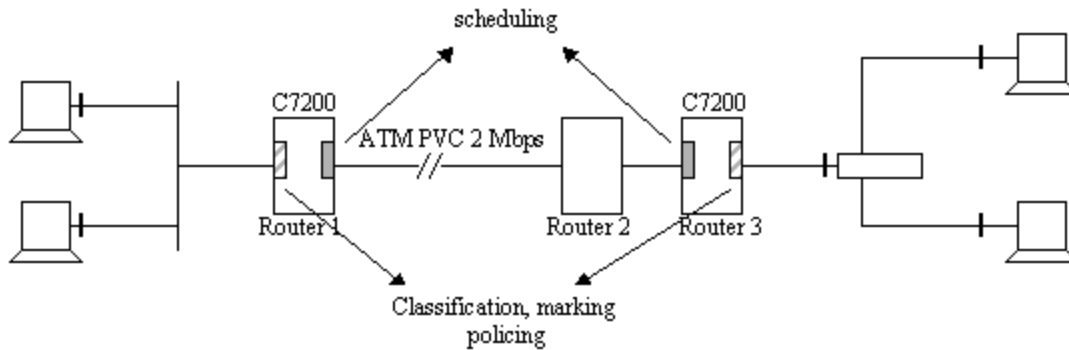 scheduling
C7200
C7200
ATM PVC 2 Mbps
Router 1
Router 2
Router 3
Classification, marking
policing